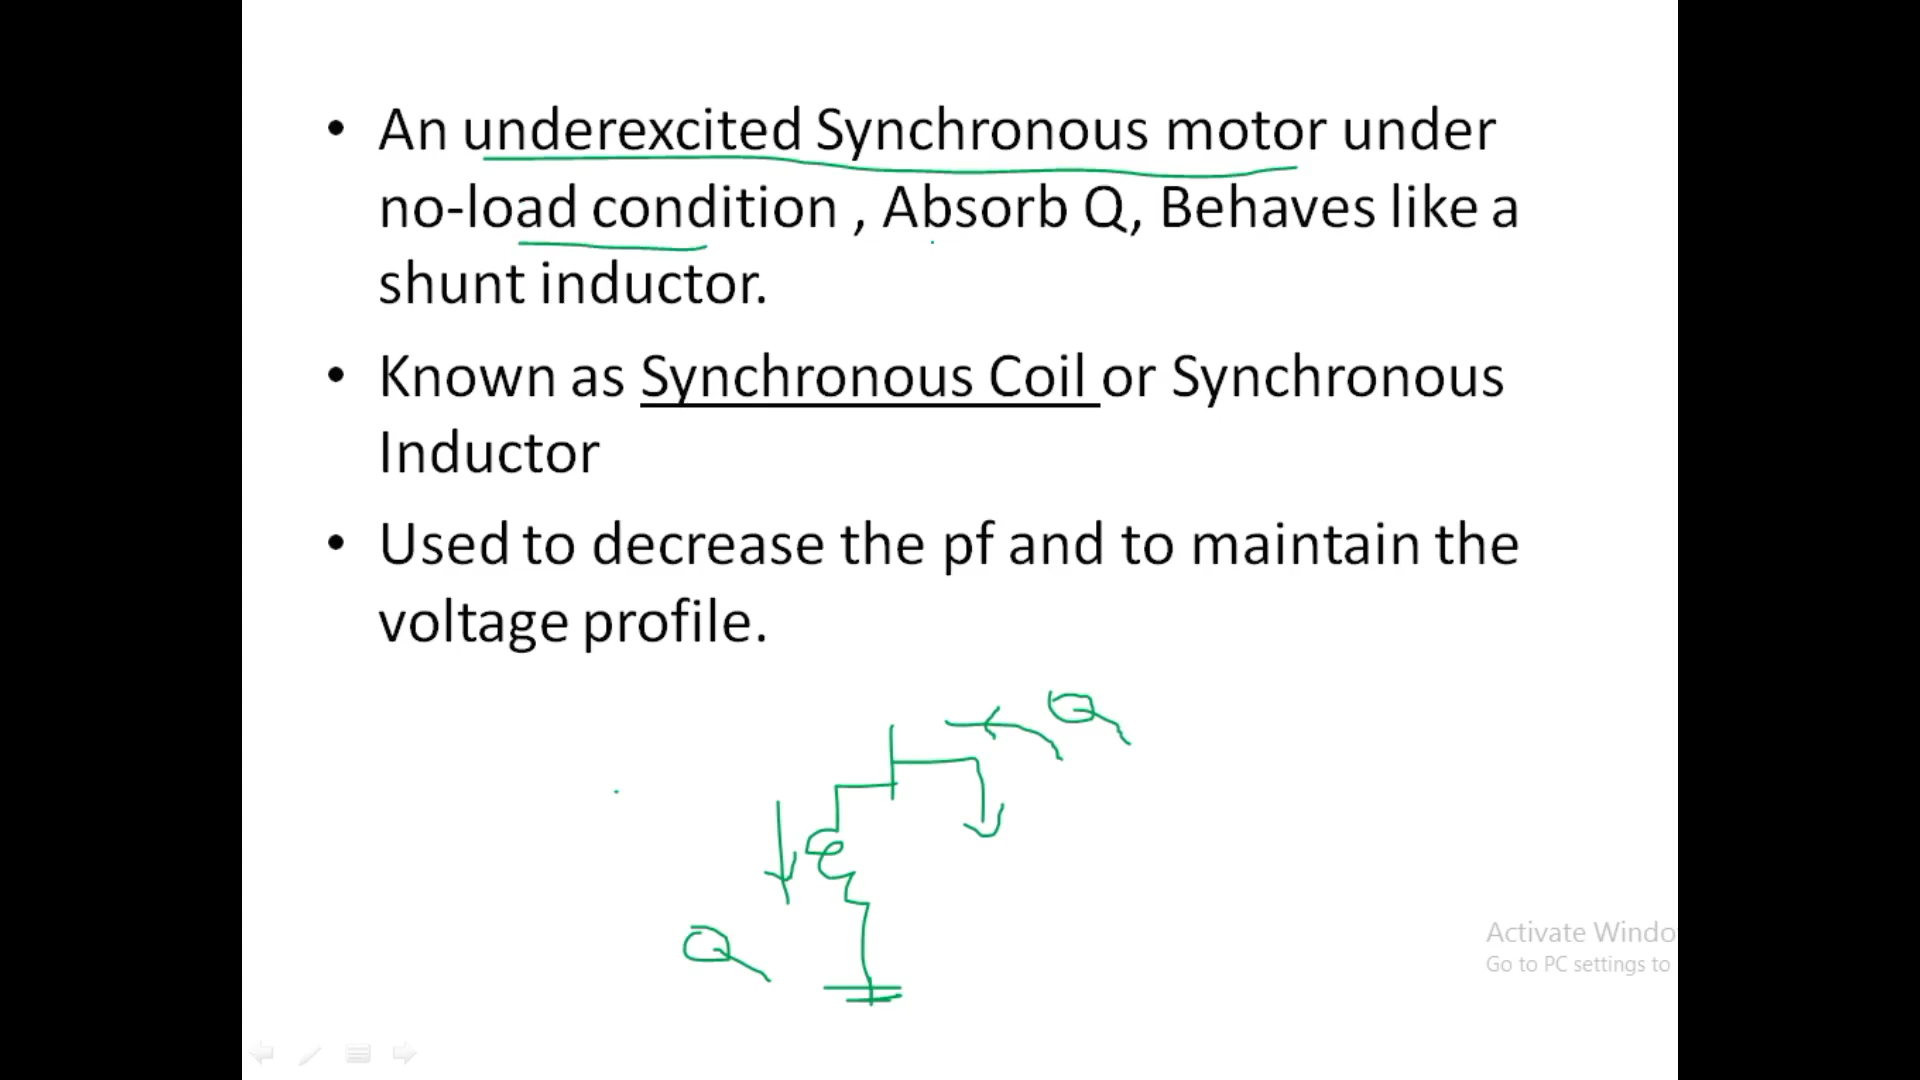 • An underexcited Synchronous motor under
no-load condition , Absorb Q, Behaves like a
shunt inductor.
• Known as Synchronous Coil or Synchronous
Inductor
• Used to decrease the pf and to maintain the
voltage profile.
Q
Q
Activate Windo
Go to PC settings to